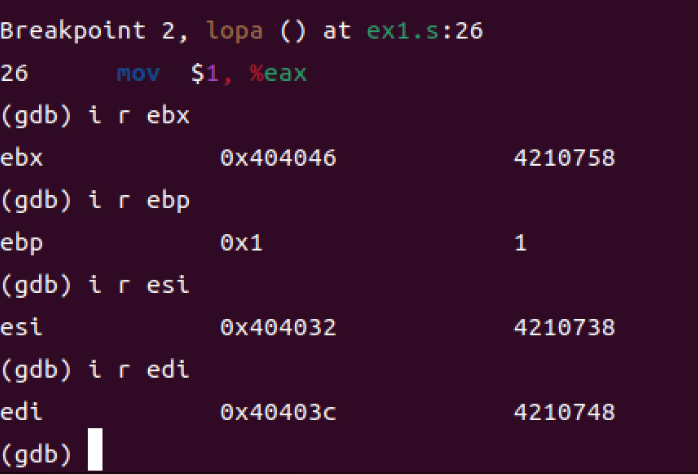 Breakpoint 2, lopa () at ex1.s:26
26 mov $1, %eax
(gdb) i r ebx
ebx 0x404046 4210758
(gdb) i r ebp
ebp 0x1 1
(gdb) i r esi
esi 0x404032 4210738
(gdb) i r edi
edi 0x40403c 4210748
(gdb)